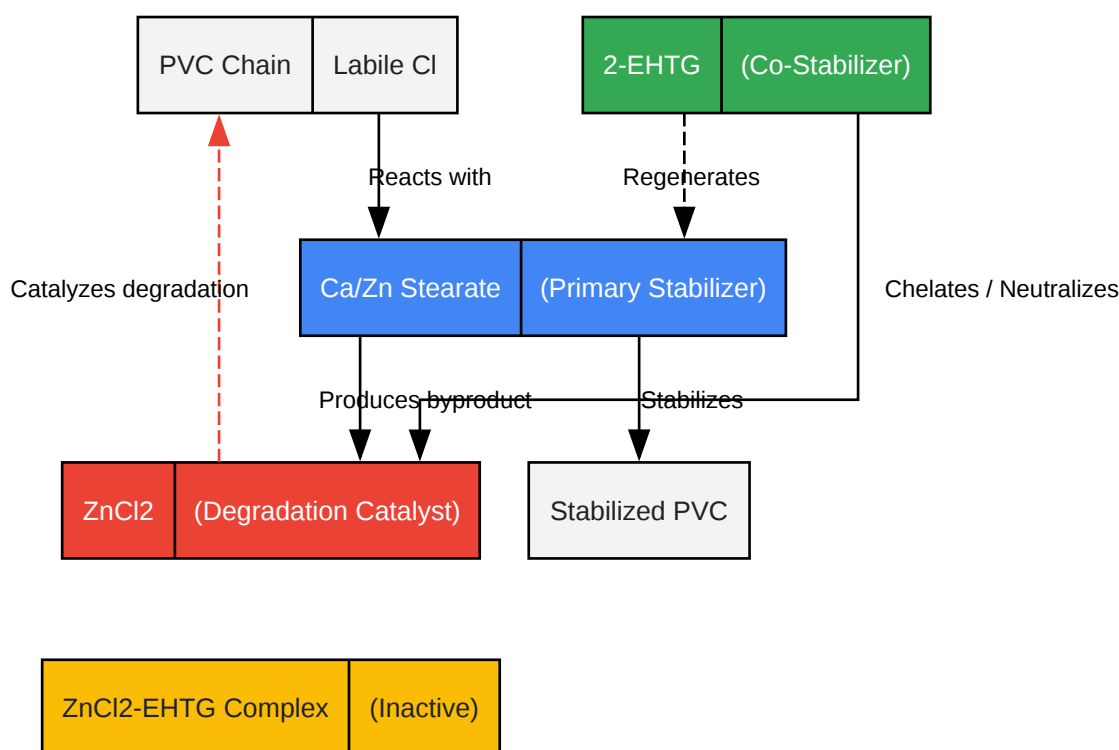 PVC Chain
Labile Cl
2-EHTG
(Co-Stabilizer)
Reacts with
Regenerates
Catalyzes degradation
Ca/Zn Stearate
(Primary Stabilizer)
Chelates / Neutralizes
Produces byproduct
Stabilizes
ZnCl2
(Degradation Catalyst)
Stabilized PVC
ZnCl2-EHTG Complex
(Inactive)